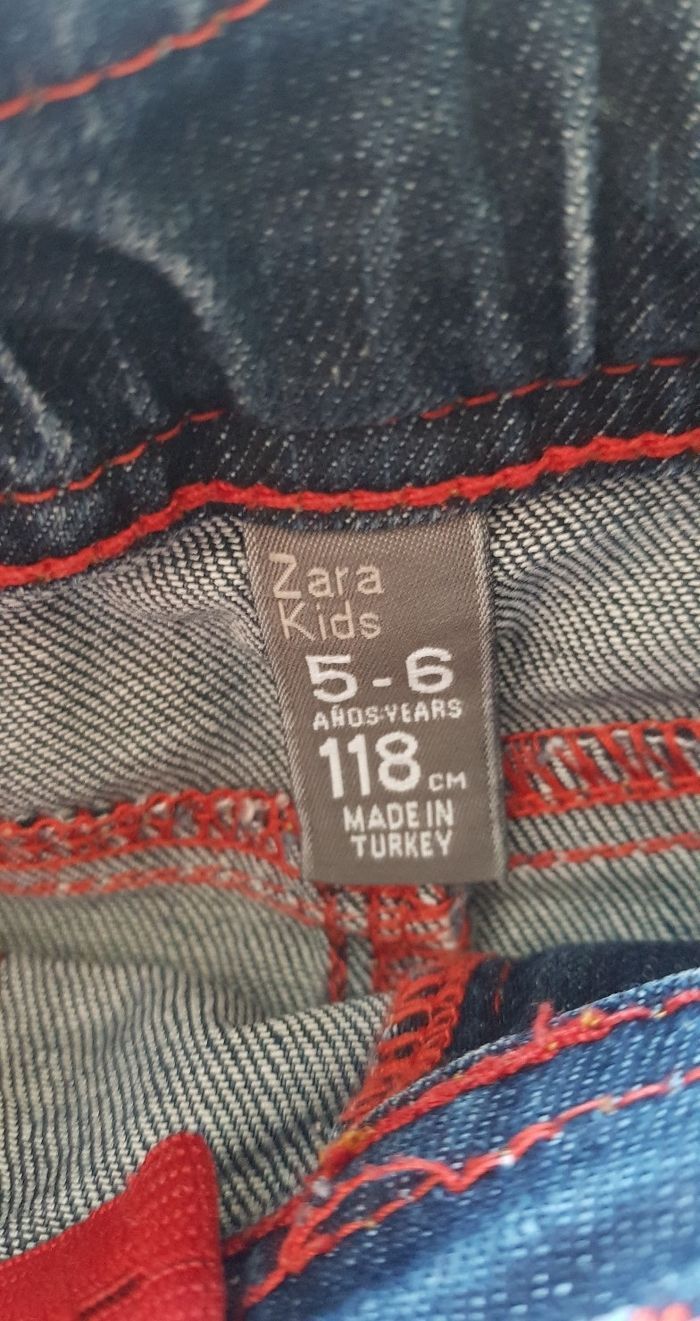 Zara
Kids
5-6
AÑOS·YEARS
118 CM
MADE IN
TURKEY